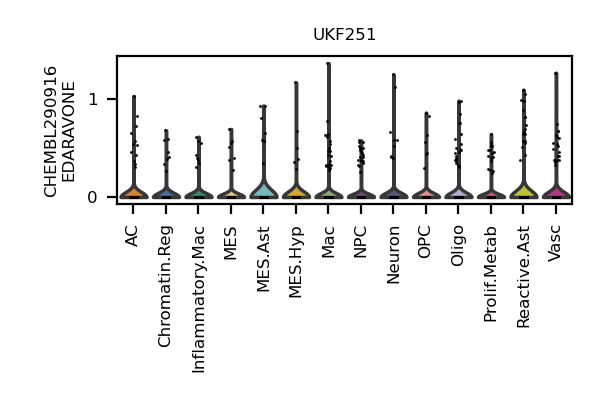 UKF251
CHEMBL290916
EDARAVONE
1
0
AC
Chromatin.Reg
Inflammatory.Mac
MES
MES.Ast
MES.Hyp
Mac
NPC
Neuron
OPC
Oligo
Prolif.Metab
Reactive.Ast
Vasc